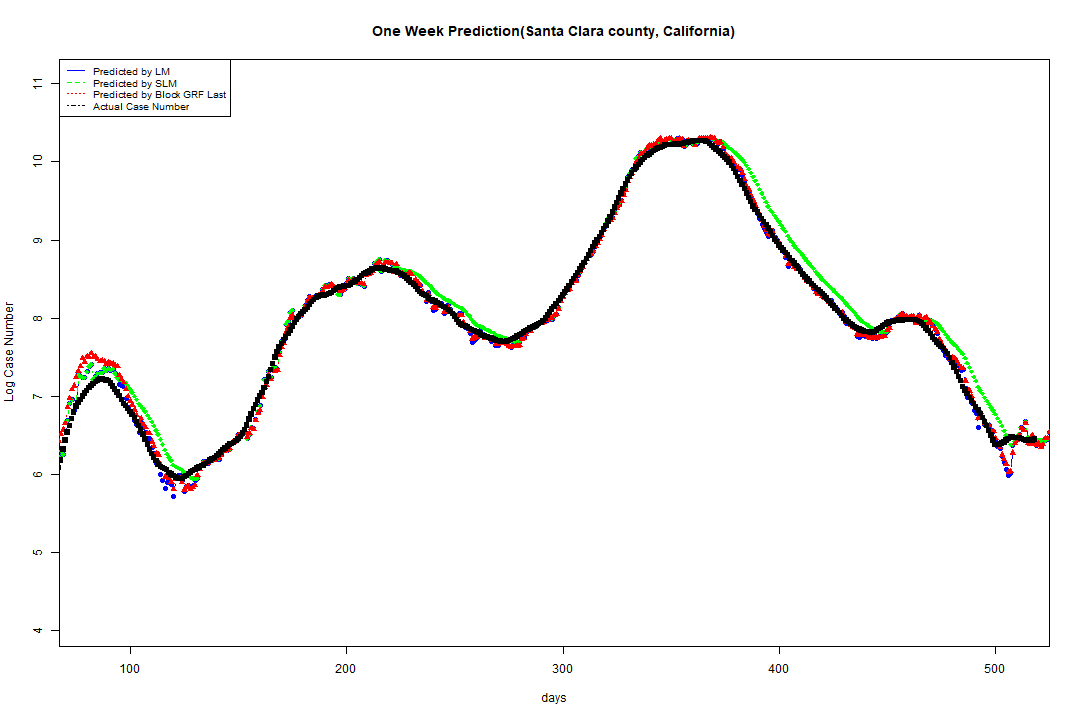 One Week Prediction(Santa Clara county, California)
Predicted by LM
Predicted by SLM
Predicted by Block GRF Last
Actual Case Number
Log Case Number
11
10
9
8
7
6
5
4
100 200 300 400 500
days